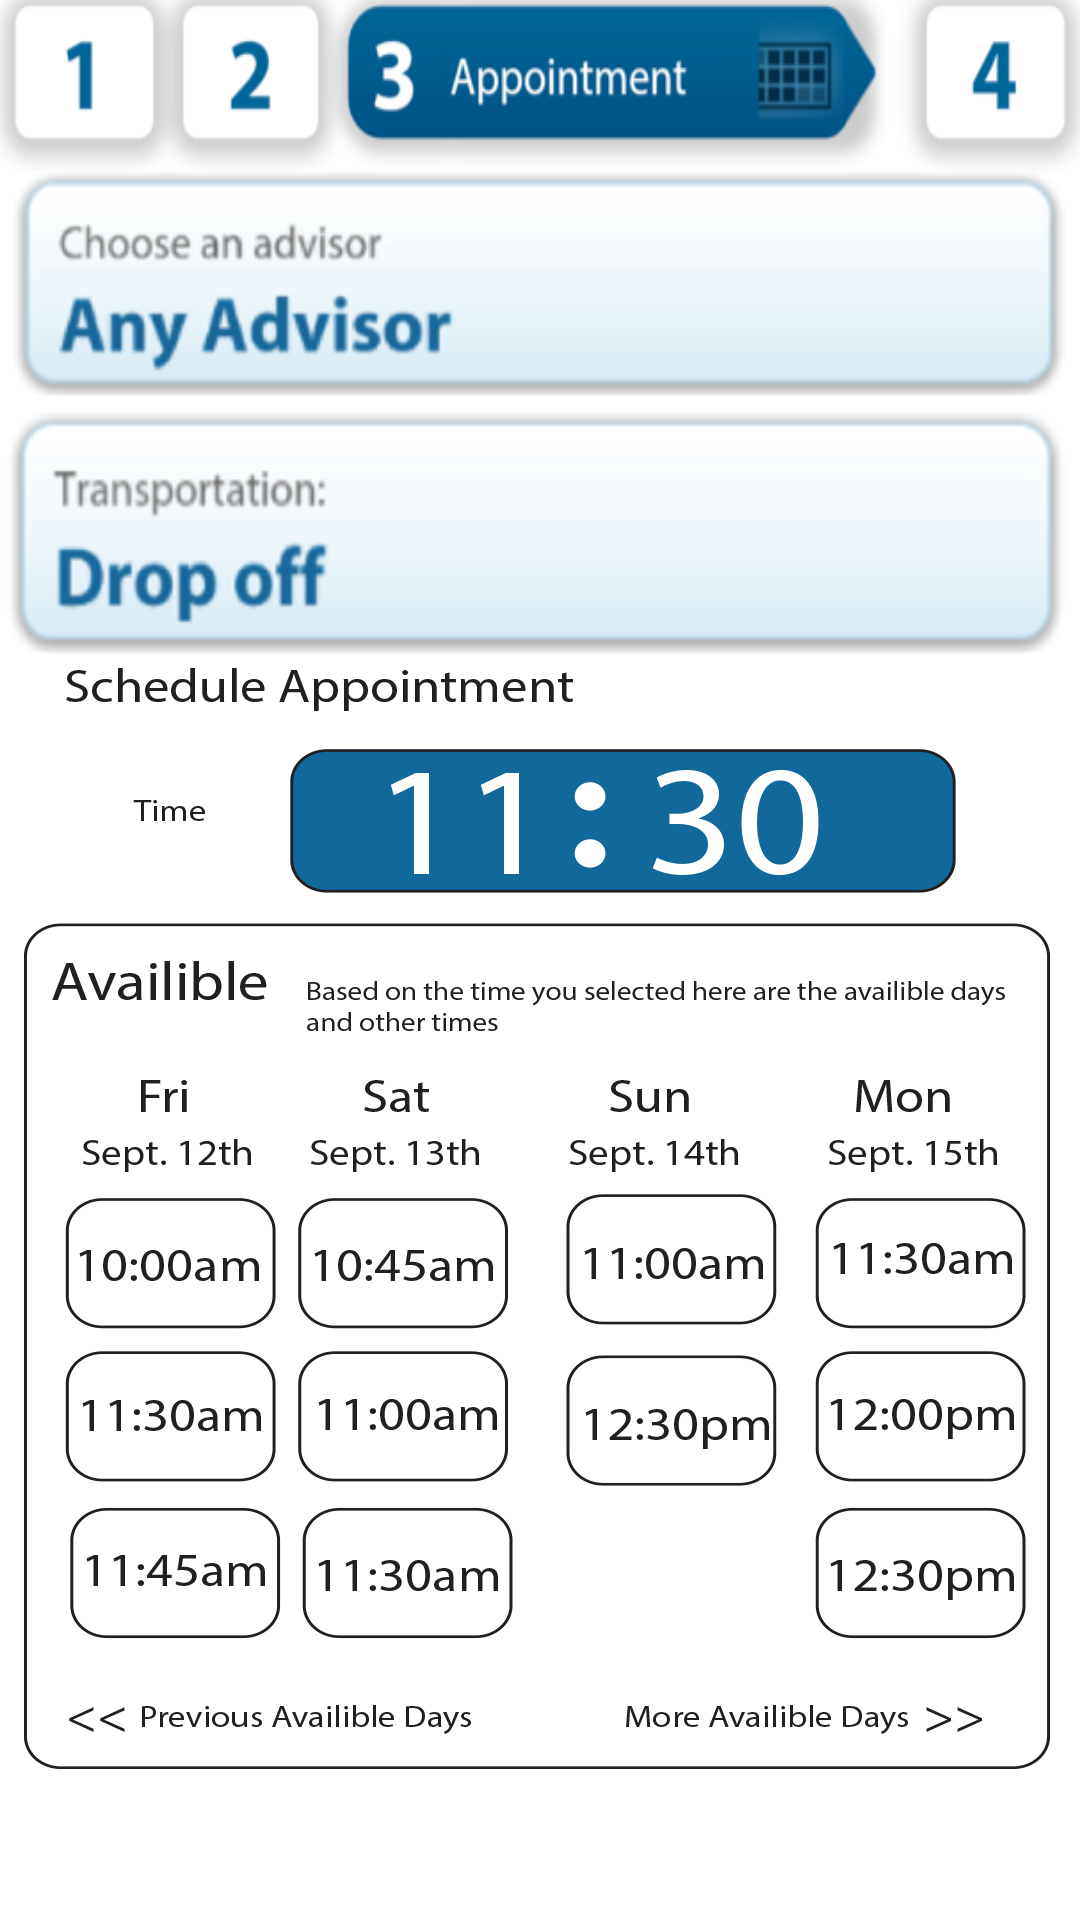 1 2 3 Appointment 4
Choose an advisor
Any Advisor
Transportation:
Drop off
Schedule Appointment
Time 11:30
Availible
Based on the time you selected here are the availible days
and other times
Fri Sat Sun Mon
Sept. 12th Sept. 13th Sept. 14th Sept. 15th
10:00am 10:45am 11:00am 11:30am
11:30am 11:00am 12:30pm 12:00pm
11:45am 11:30am 12:30pm
<< Previous Availible Days More Availible Days >>